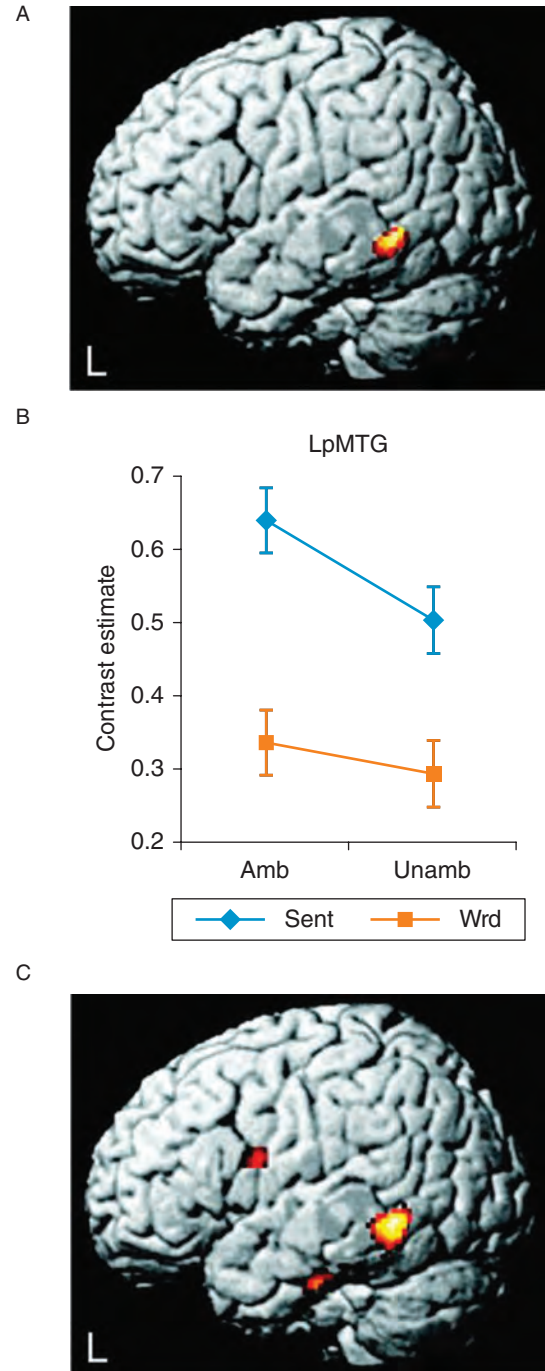 A
L
B
LpMTG
0.7
0.6
0.5
0.4
0.3
0.2
Contrast estimate
Amb Unamb
Sent Wrd
C
L